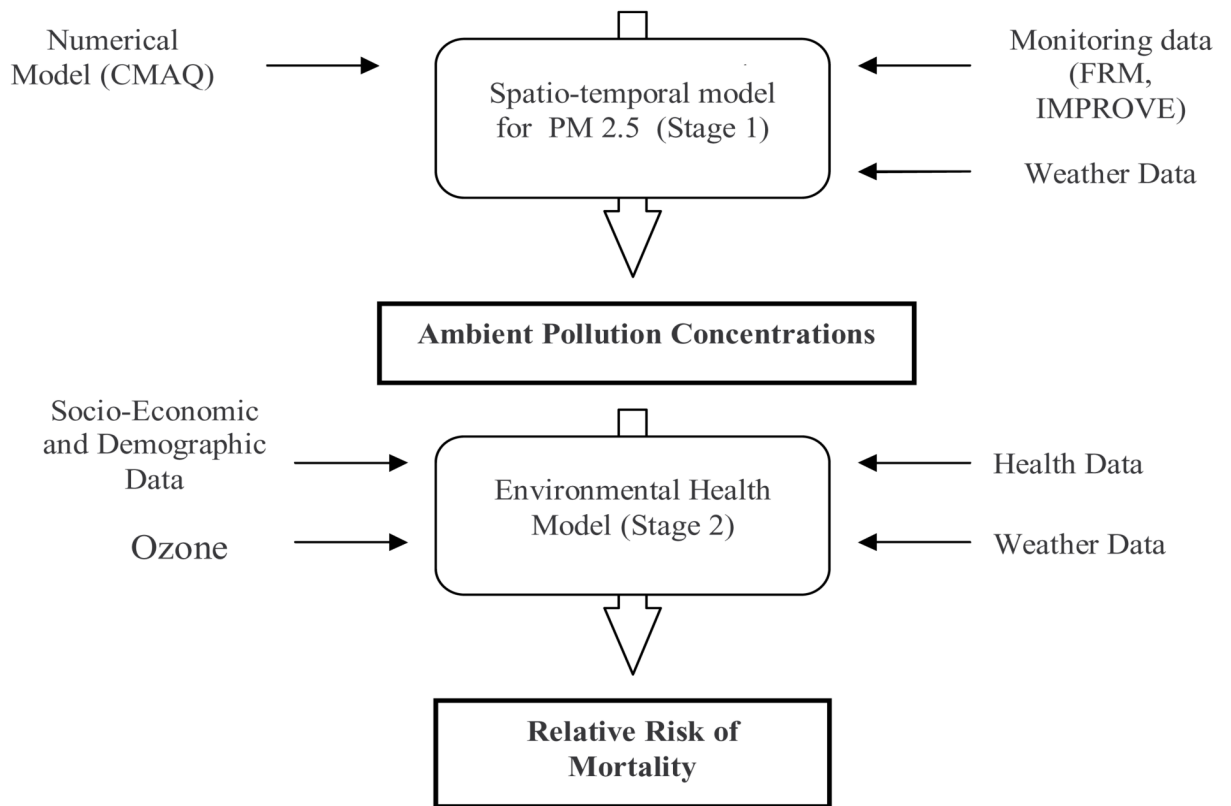 Numerical
Model (CMAQ)
Spatio-temporal model
for PM 2.5 (Stage 1)
Monitoring data
(FRM,
IMPROVE)
Weather Data
Ambient Pollution Concentrations
Socio-Economic
and Demographic
Data
Ozone
Environmental Health
Model (Stage 2)
Health Data
Weather Data
Relative Risk of
Mortality